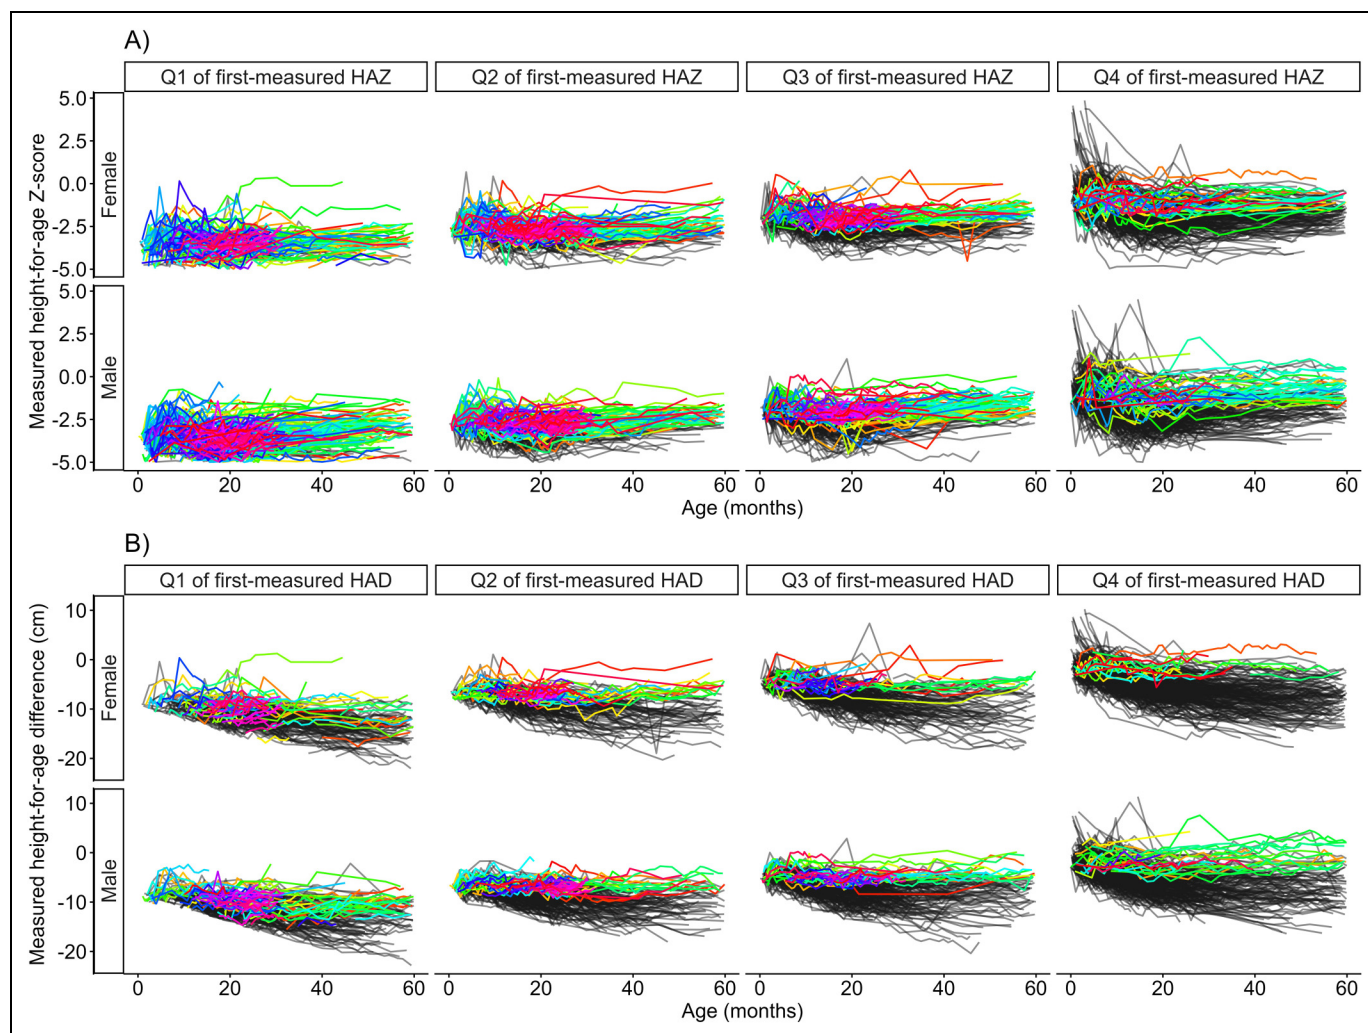 A)
Q1 of first-measured HAZ
Q2 of first-measured HAZ
Q3 of first-measured HAZ
Q4 of first-measured HAZ
Measured height-for-age Z-score
Female
5.0
2.5
0.0
-2.5
-5.0
Male
5.0
2.5
0.0
-2.5
-5.0
0 20 40 60
0 20 40 60
0 20 40 60
0 20 40 60
Age (months)
B)
Q1 of first-measured HAD
Q2 of first-measured HAD
Q3 of first-measured HAD
Q4 of first-measured HAD
Measured height-for-age difference (cm)
Female
10
0
-10
-20
Male
10
0
-10
-20
0 20 40 60
0 20 40 60
0 20 40 60
0 20 40 60
Age (months)